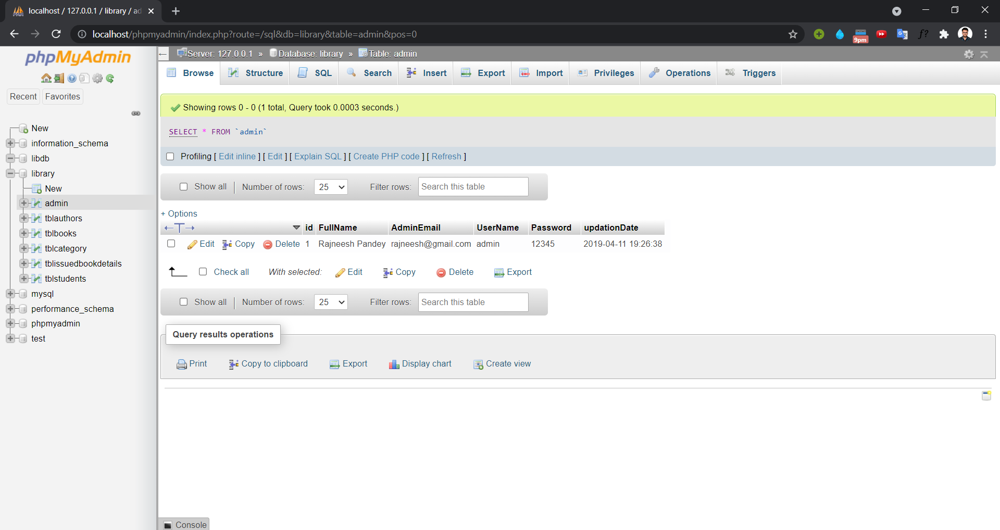 localhost / 127.0.0.1 / library / ad
localhost/phpmyadmin/index.php?route=/sql&db=library&table=admin&pos=0
9pm
f?
phpMyAdmin
Recent
Favorites
New
information_schema
libdb
library
New
admin
tblauthors
tblbooks
tblcategory
tblissuedbookdetails
tblstudents
mysql
performance_schema
phpmyadmin
test
Server: 127.0.0.1 » Database: library » Table: admin
Browse Structure SQL Search Insert Export Import Privileges Operations Triggers
Showing rows 0 - 0 (1 total, Query took 0.0003 seconds.)
SELECT * FROM `admin`
Profiling [ Edit inline ] [ Edit ] [ Explain SQL ] [ Create PHP code ] [ Refresh ]
Show all Number of rows: 25 Filter rows: Search this table
+ Options
←T→ id FullName AdminEmail UserName Password updationDate
Edit Copy Delete 1 Rajneesh Pandey rajneesh@gmail.com admin 12345 2019-04-11 19:26:38
Check all With selected: Edit Copy Delete Export
Show all Number of rows: 25 Filter rows: Search this table
Query results operations
Print Copy to clipboard Export Display chart Create view
Console